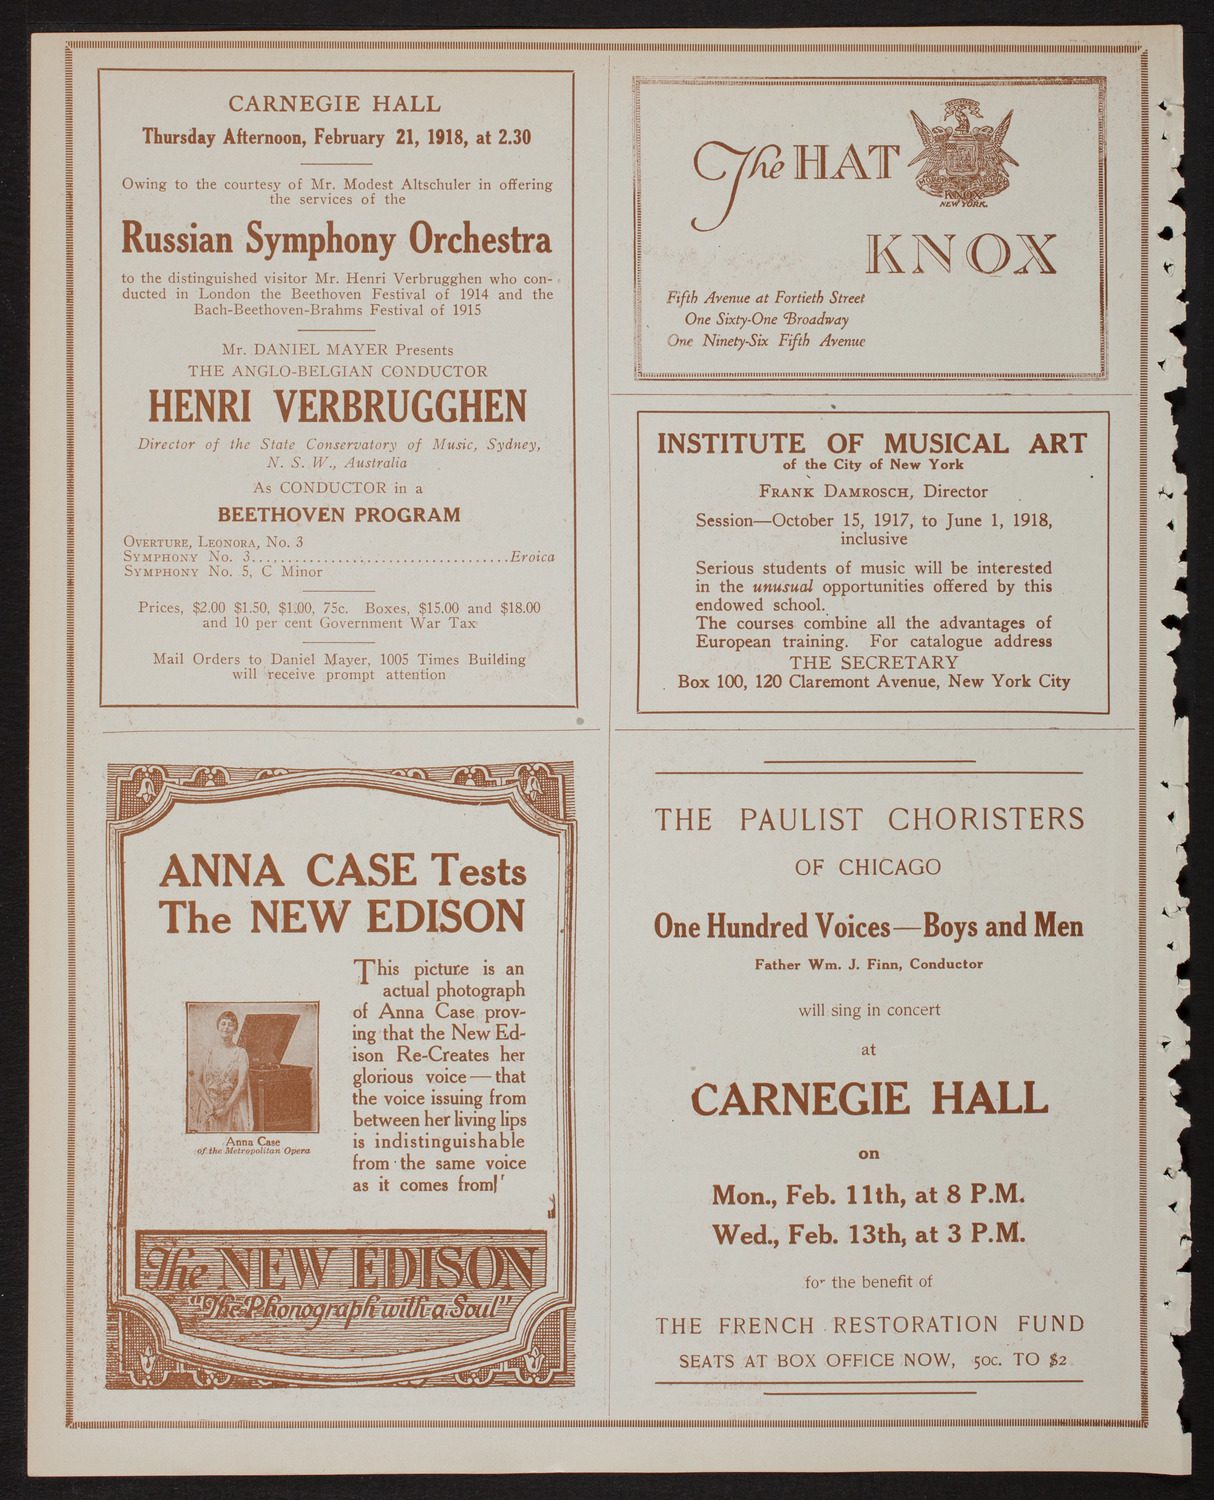 CARNEGIE HALL
Thursday Afternoon, February 21, 1918, at 2.30
Owing to the courtesy of Mr. Modest Altschuler in offering
the services of the
Russian Symphony Orchestra
to the distinguished visitor Mr. Henri Verbrugghen who con-
ducted in London the Beethoven Festival of 1914 and the
Bach-Beethoven-Brahms Festival of 1915
Mr. DANIEL MAYER Presents
THE ANGLO-BELGIAN CONDUCTOR
HENRI VERBRUGGHEN
Director of the State Conservatory of Music, Sydney,
N. S. W., Australia
As CONDUCTOR in a
BEETHOVEN PROGRAM
OVERTURE, LEONORA, No. 3
SYMPHONY No. 3....................................Eroica
SYMPHONY No. 5, C Minor
Prices, $2.00 $1.50, $1.00, 75c. Boxes, $15.00 and $18.00
and 10 per cent Government War Tax
Mail Orders to Daniel Mayer, 1005 Times Building
will receive prompt attention
The HAT
KNOX
NEW YORK.
KNOX
Fifth Avenue at Fortieth Street
One Sixty-One Broadway
One Ninety-Six Fifth Avenue
INSTITUTE OF MUSICAL ART
of the City of New York
FRANK DAMROSCH, Director
Session—October 15, 1917, to June 1, 1918,
inclusive
Serious students of music will be interested
in the unusual opportunities offered by this
endowed school.
The courses combine all the advantages of
European training. For catalogue address
THE SECRETARY
Box 100, 120 Claremont Avenue, New York City
ANNA CASE Tests
The NEW EDISON
This picture is an
actual photograph
of Anna Case prov-
ing that the New Ed-
ison Re-Creates her
glorious voice—that
the voice issuing from
between her living lips
is indistinguishable
from the same voice
as it comes from
Anna Case
of the Metropolitan Opera
The NEW EDISON
"The Phonograph with a Soul"
THE PAULIST CHORISTERS
OF CHICAGO
One Hundred Voices—Boys and Men
Father Wm. J. Finn, Conductor
will sing in concert
at
CARNEGIE HALL
on
Mon., Feb. 11th, at 8 P.M.
Wed., Feb. 13th, at 3 P.M.
for the benefit of
THE FRENCH RESTORATION FUND
SEATS AT BOX OFFICE NOW, 50c. TO $2